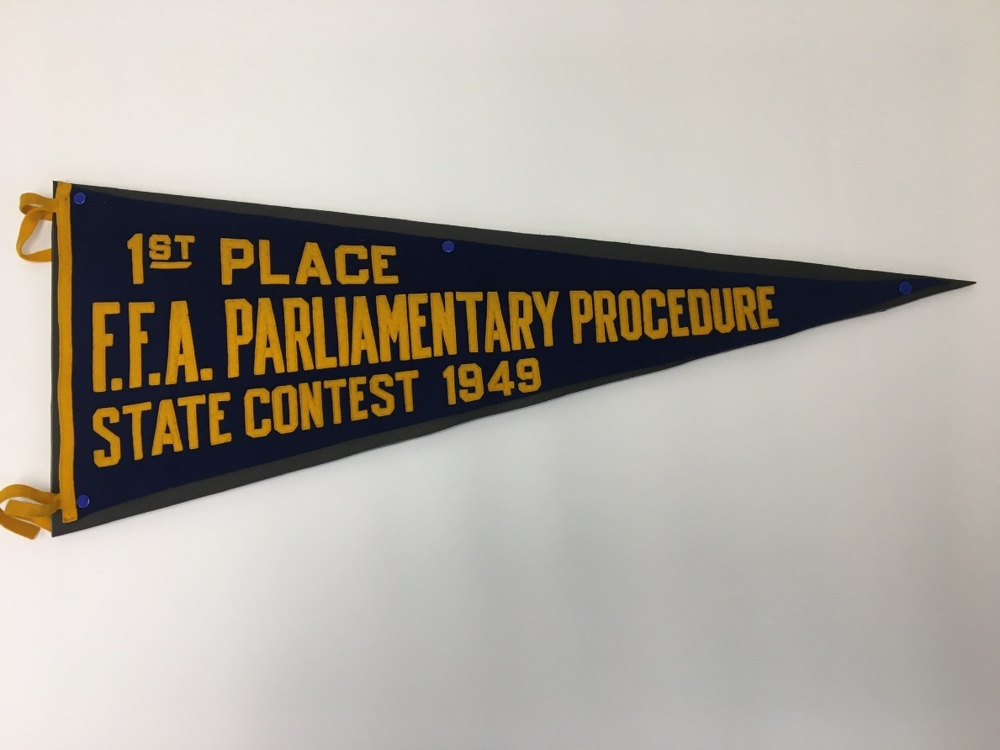 1ST PLACE
F.F.A. PARLIAMENTARY PROCEDURE
STATE CONTEST 1949